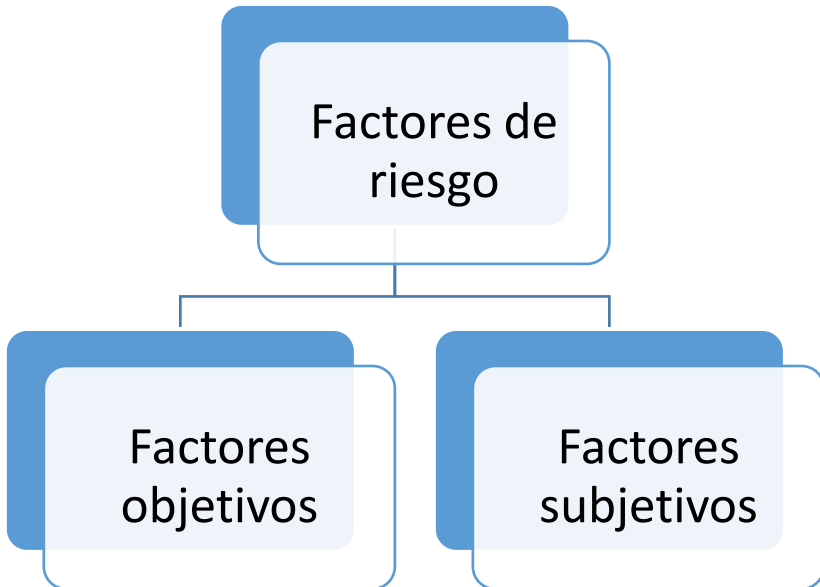 Factores de
riesgo
Factores
objetivos
Factores
subjetivos